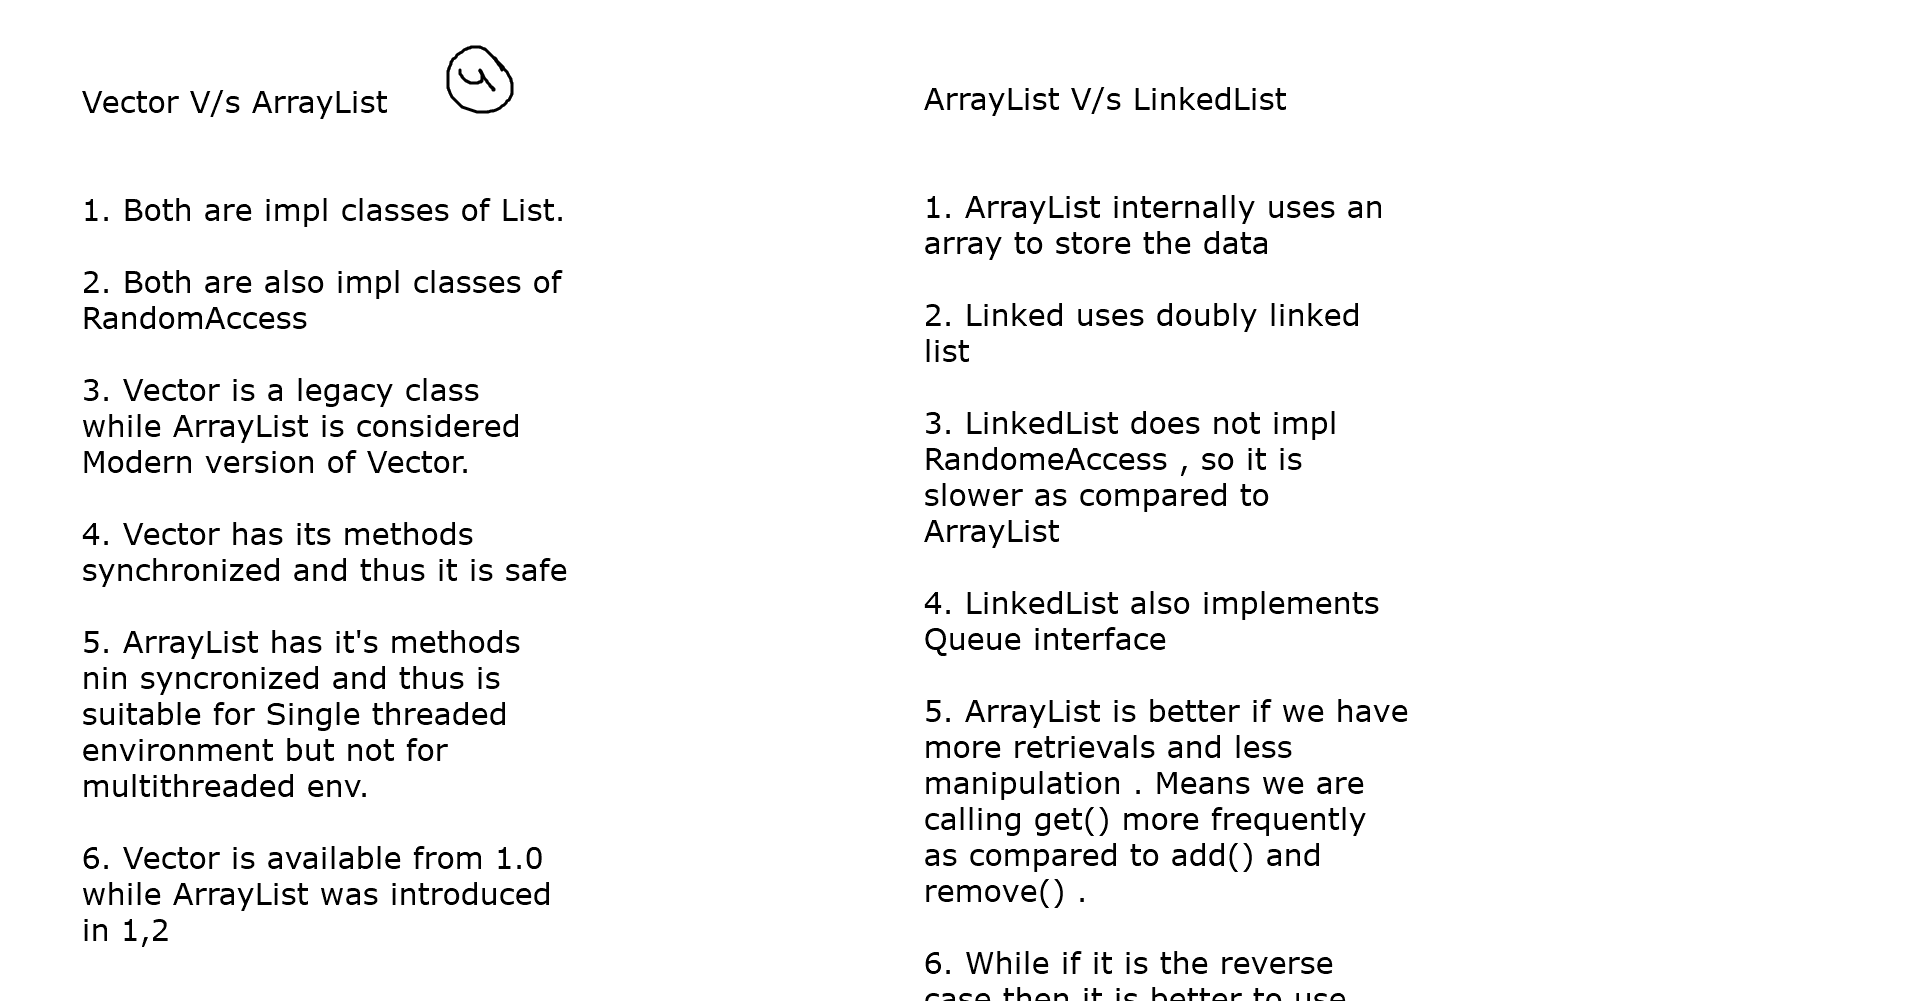 Vector V/s ArrayList
4
1. Both are impl classes of List.
2. Both are also impl classes of
RandomAccess
3. Vector is a legacy class
while ArrayList is considered
Modern version of Vector.
4. Vector has its methods
synchronized and thus it is safe
5. ArrayList has it's methods
nin syncronized and thus is
suitable for Single threaded
environment but not for
multithreaded env.
6. Vector is available from 1.0
while ArrayList was introduced
in 1,2
ArrayList V/s LinkedList
1. ArrayList internally uses an
array to store the data
2. Linked uses doubly linked
list
3. LinkedList does not impl
RandomeAccess , so it is
slower as compared to
ArrayList
4. LinkedList also implements
Queue interface
5. ArrayList is better if we have
more retrievals and less
manipulation . Means we are
calling get() more frequently
as compared to add() and
remove() .
6. While if it is the reverse
case then it is better to use